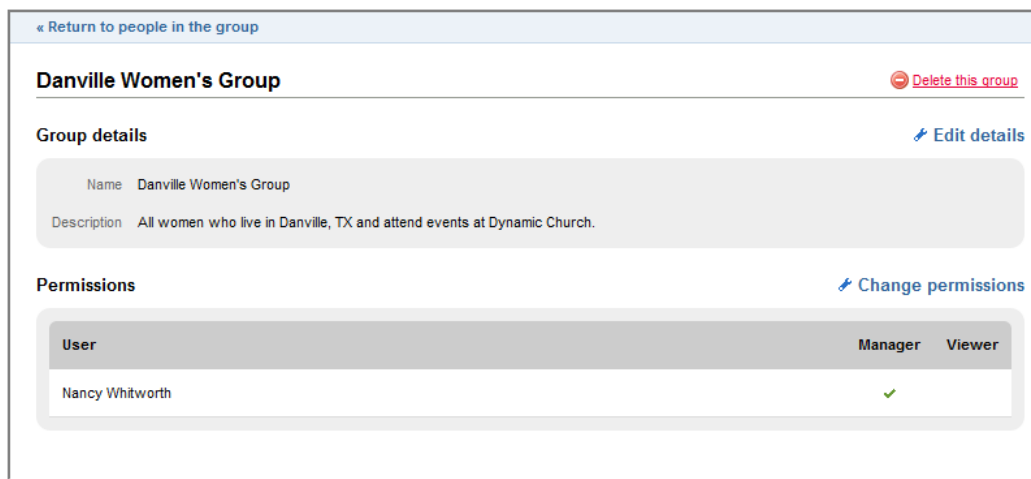 « Return to people in the group
Danville Women's Group
Delete this group
Group details
Edit details
Name Danville Women's Group
Description All women who live in Danville, TX and attend events at Dynamic Church.
Permissions
Change permissions
User Manager Viewer
Nancy Whitworth ✓